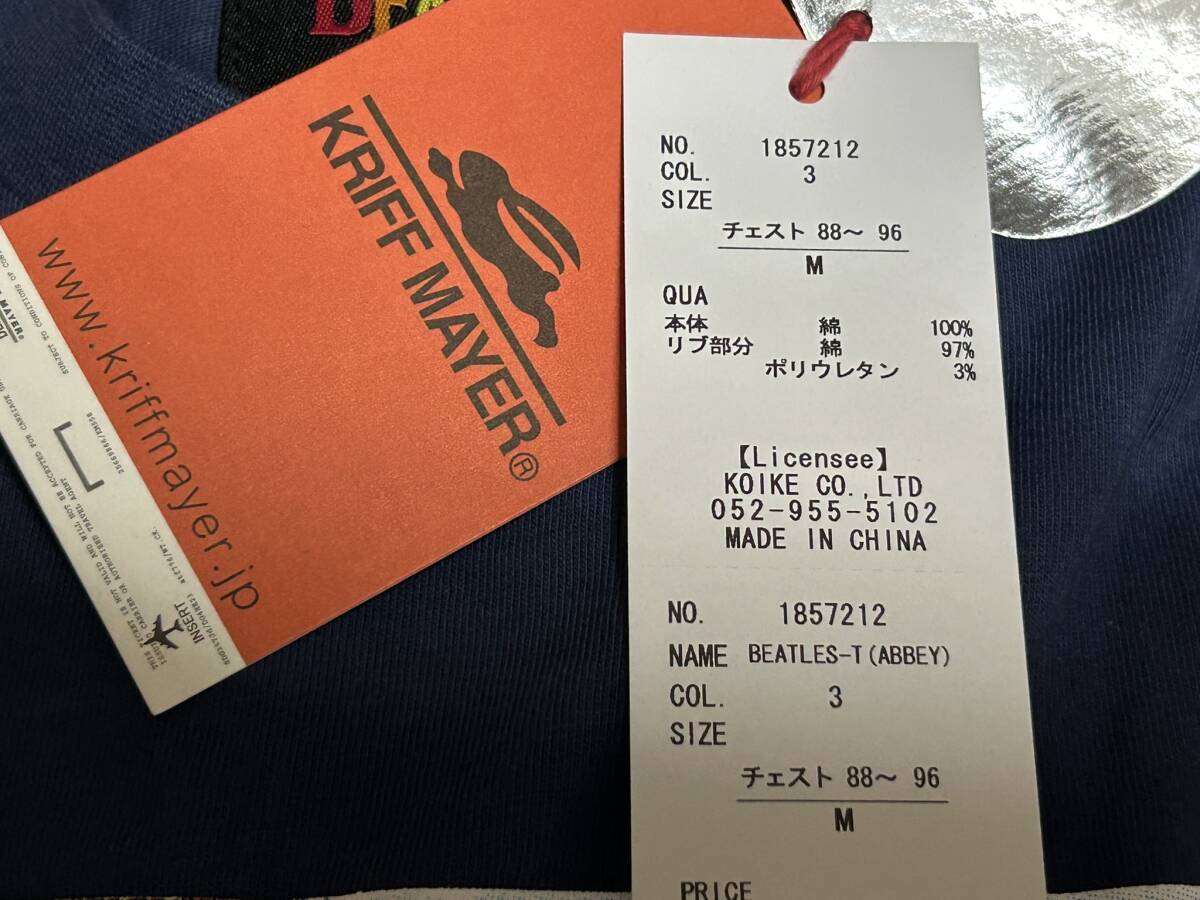 KRIFF MAYER®
www.kriffmayer.jp
INSERT
NO. 1857212
COL. 3
SIZE
チェスト 88～ 96
M
QUA
本体 綿 100%
リブ部分 綿 97%
ポリウレタン 3%
【Licensee】
KOIKE CO.,LTD
052-955-5102
MADE IN CHINA
NO. 1857212
NAME BEATLES-T(ABBEY)
COL. 3
SIZE
チェスト 88～ 96
M
PRICE